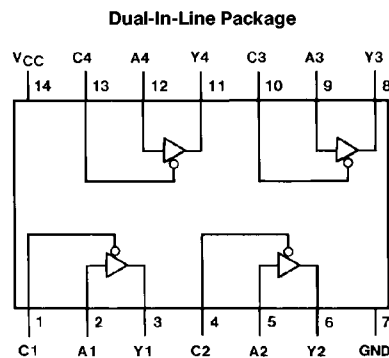 Dual-In-Line Package
VCC C4 A4 Y4 C3 A3 Y3
14 13 12 11 10 9 8
1 2 3 4 5 6 7
C1 A1 Y1 C2 A2 Y2 GND